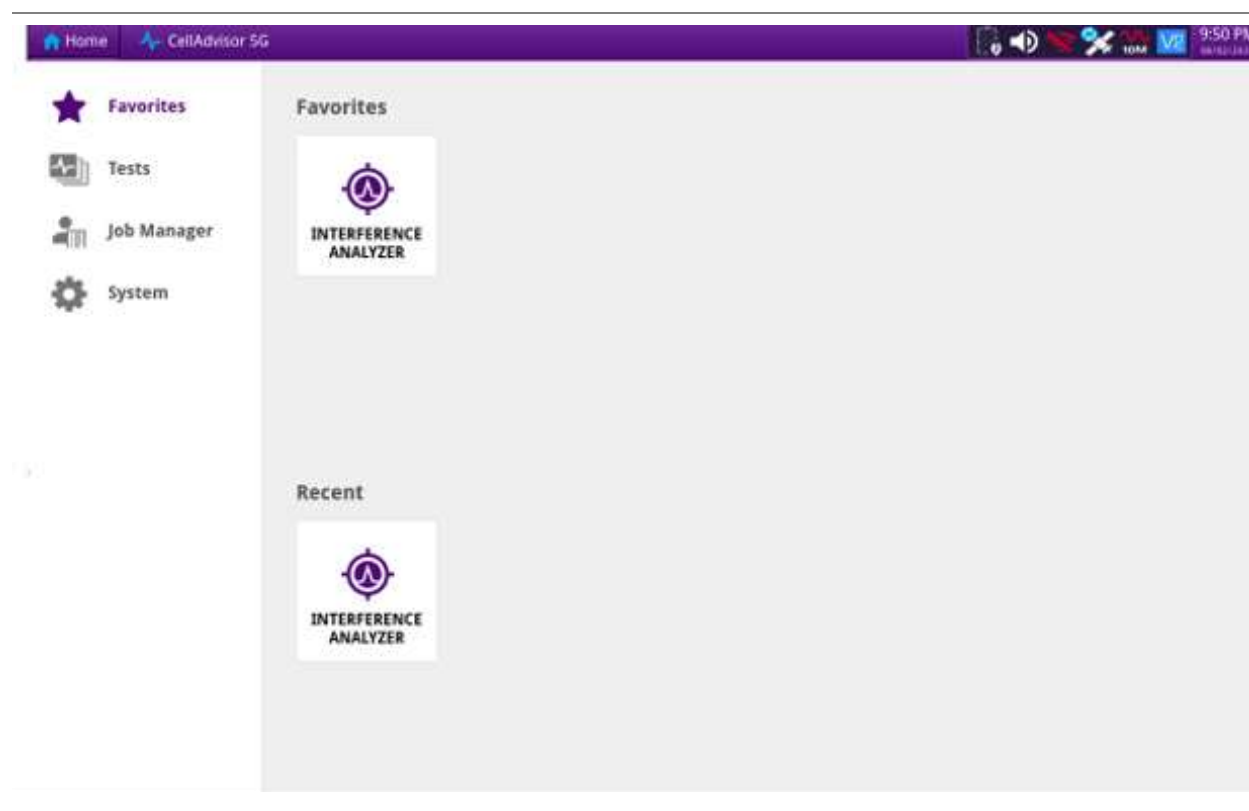 Home
CellAdvisor 5G
10M
9:50 PM
Favorites
Tests
Job Manager
System
Favorites
INTERFERENCE
ANALYZER
Recent
INTERFERENCE
ANALYZER